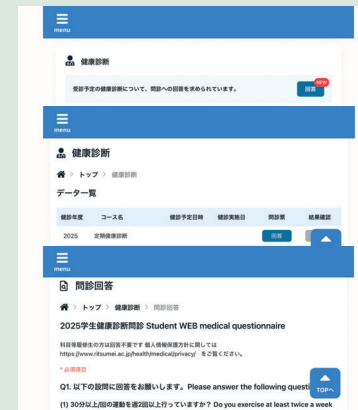 menu
健康診断
受診予定の健康診断について、問診への回答を求められています。
回答
NEW
menu
健康診断
トップ > 健康診断
データ一覧
健診年度 コース名 健診予定日時 健診実施日 問診票 結果確認
2025 定期健康診断 回答
menu
問診回答
トップ > 健康診断 > 問診回答
2025学生健康診断問診 Student WEB medical questionnaire
科目等履修生の方は回答不要です 個人情報保護方針に関しては
https://www.ritsumei.ac.jp/health/medical/privacy/ をご覧ください。
* 必須項目
Q1. 以下の設問に回答をお願いします。Please answer the following
TOPへ
(1) 30分以上/回の運動を週2回以上行っていますか? Do you exercise at least twice a week